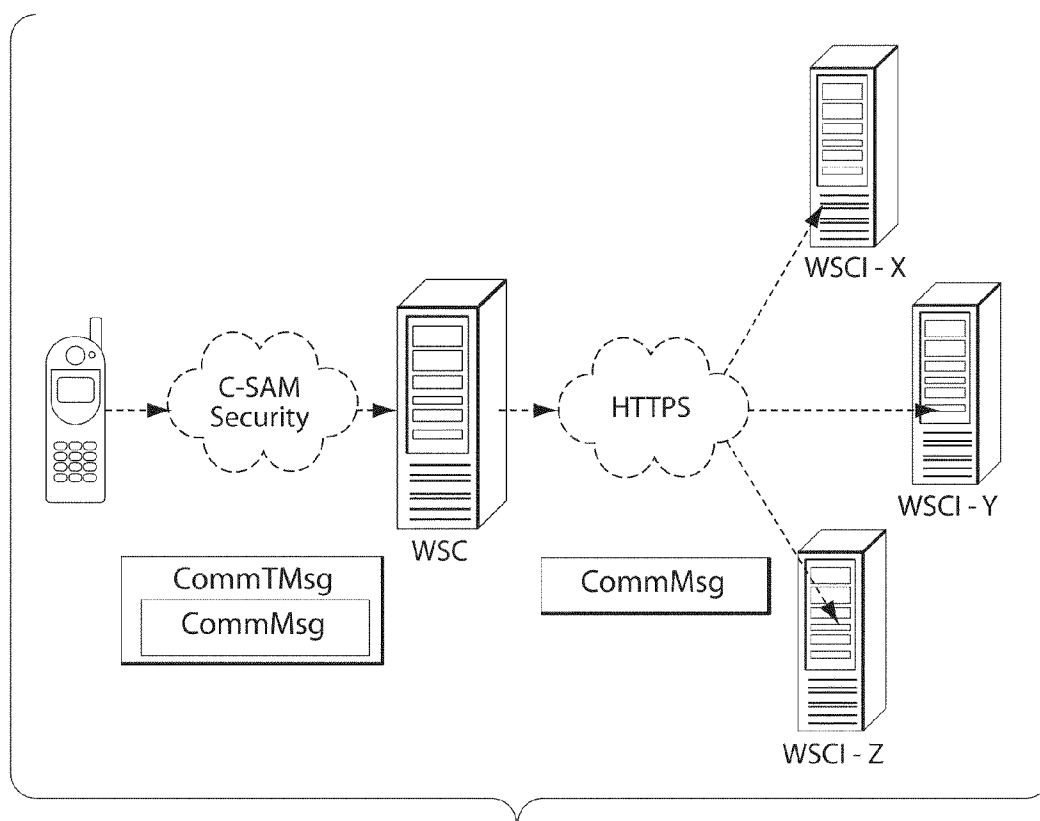 WSCI - X
C-SAM
Security
HTTPS
WSCI - Y
WSC
CommTMsg
CommMsg
CommMsg
WSCI - Z